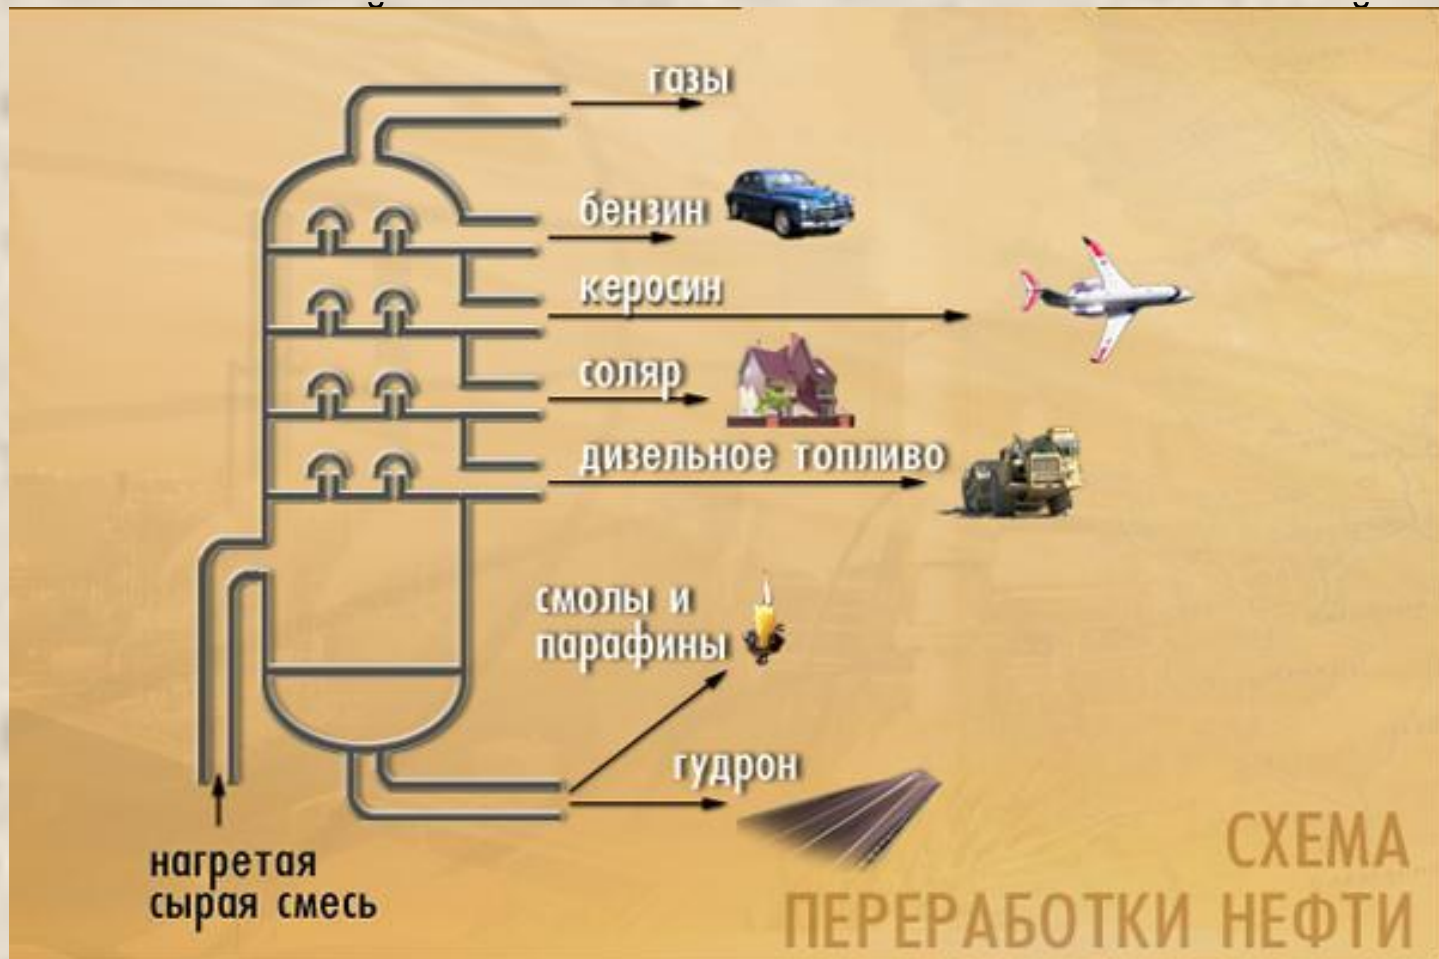 газы
бензин
керосин
соляр
дизельное топливо
смолы и
парафины
гудрон
нагретая
сырая смесь
СХЕМА
ПЕРЕРАБОТКИ НЕФТИ